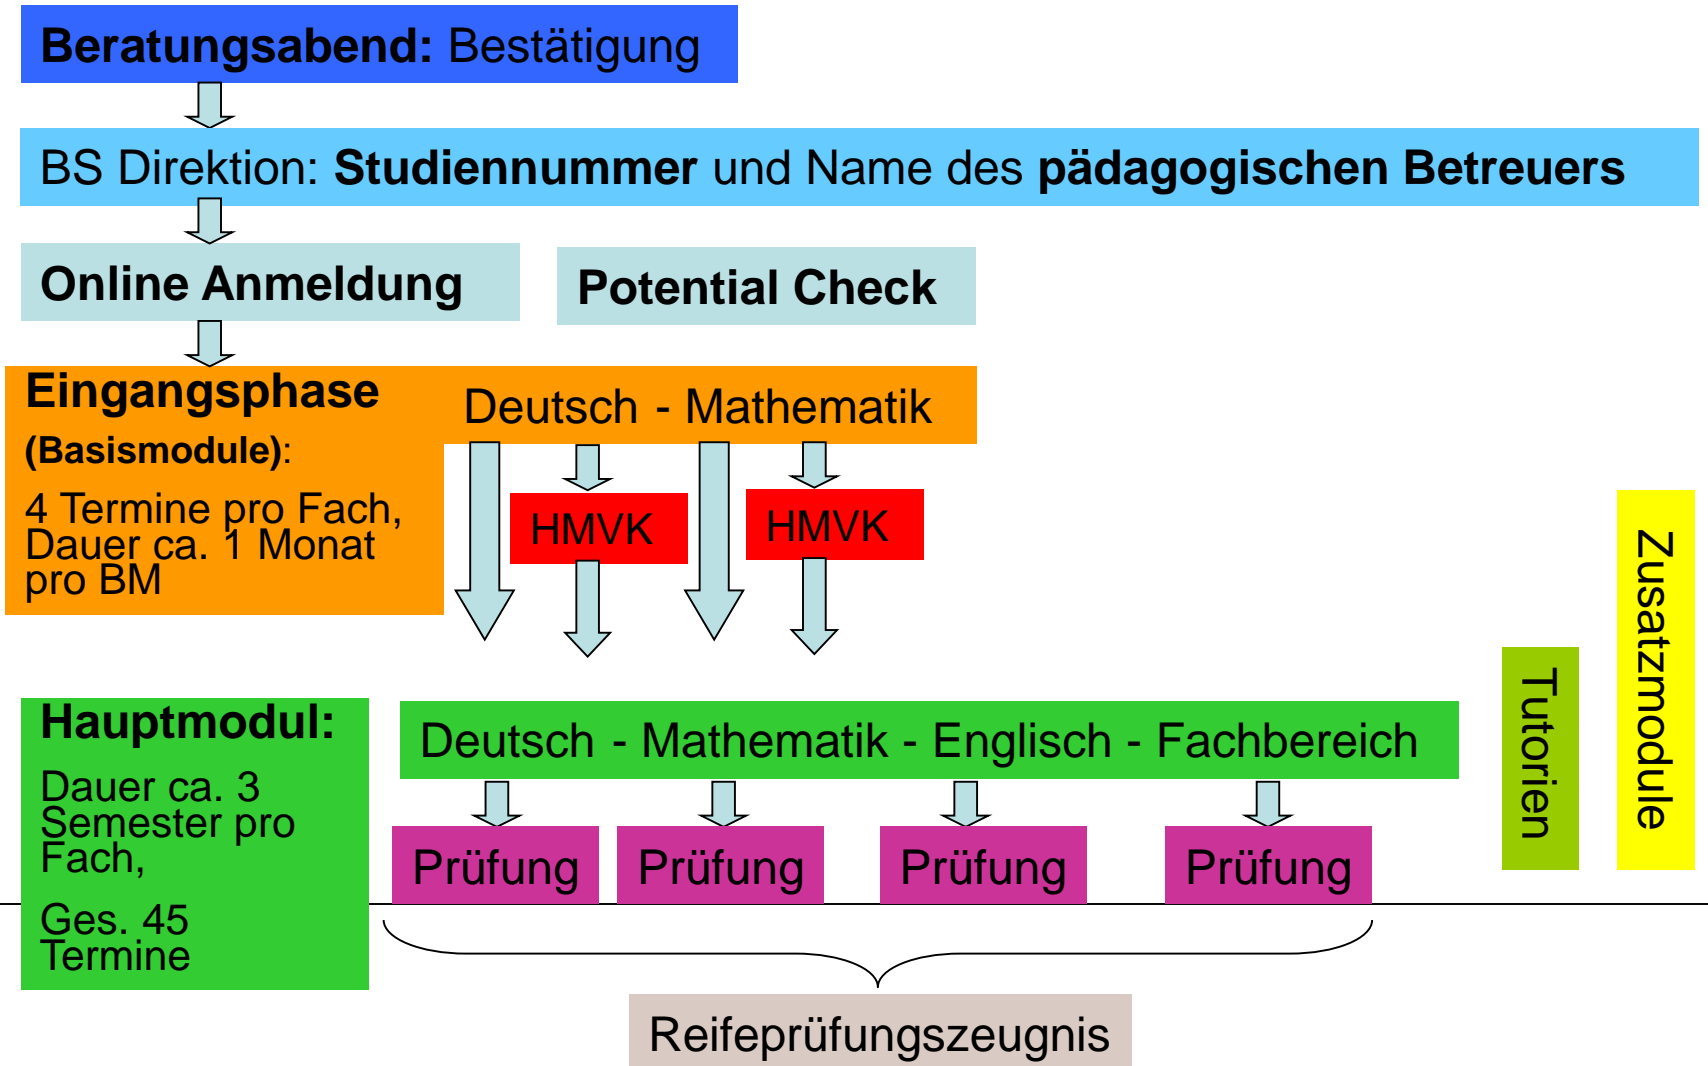 Beratungsabend: Bestätigung
BS Direktion: Studiennummer und Name des pädagogischen Betreuers
Online Anmeldung
Potential Check
Eingangsphase
(Basismodule):
4 Termine pro Fach,
Dauer ca. 1 Monat
pro BM
Deutsch - Mathematik
HMVK
HMVK
Hauptmodul:
Dauer ca. 3
Semester pro
Fach,
Ges. 45
Termine
Deutsch - Mathematik - Englisch - Fachbereich
Prüfung
Prüfung
Prüfung
Prüfung
Tutorien
Zusatzmodule
Reifeprüfungszeugnis